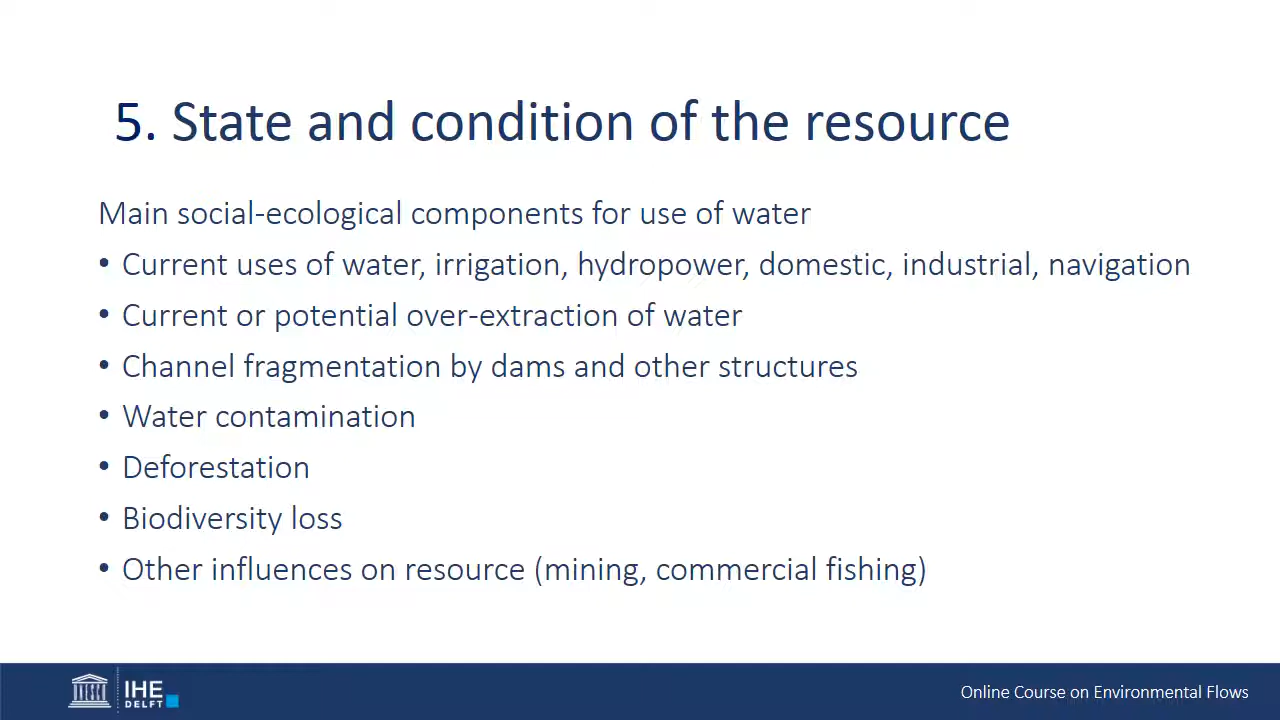 5. State and condition of the resource
Main social-ecological components for use of water
• Current uses of water, irrigation, hydropower, domestic, industrial, navigation
• Current or potential over-extraction of water
• Channel fragmentation by dams and other structures
• Water contamination
• Deforestation
• Biodiversity loss
• Other influences on resource (mining, commercial fishing)
IHE
DELFT
Online Course on Environmental Flows